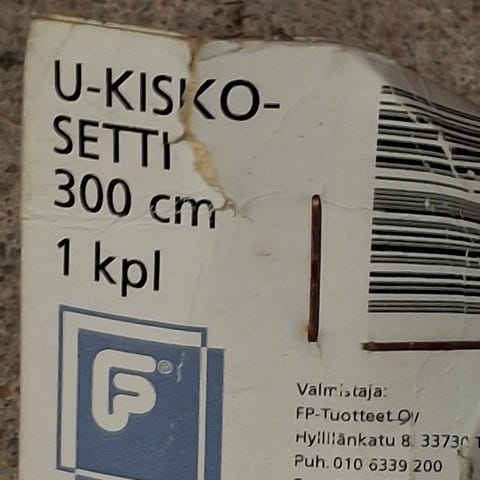 U-KISKO-
SETTI
300 cm
1 kpl
F®
Valmistaja:
FP-Tuotteet Oy
Hyllilänkatu 8, 33730 T
Puh. 010 6339 200